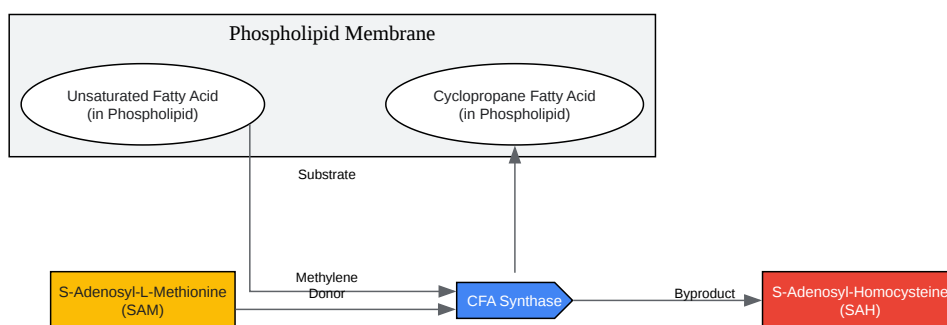 Phospholipid Membrane
Unsaturated Fatty Acid
(in Phospholipid)
Cyclopropane Fatty Acid
(in Phospholipid)
Substrate
Methylene
Donor
S-Adenosyl-L-Methionine
(SAM)
CFA Synthase
Byproduct
S-Adenosyl-Homocysteine
(SAH)